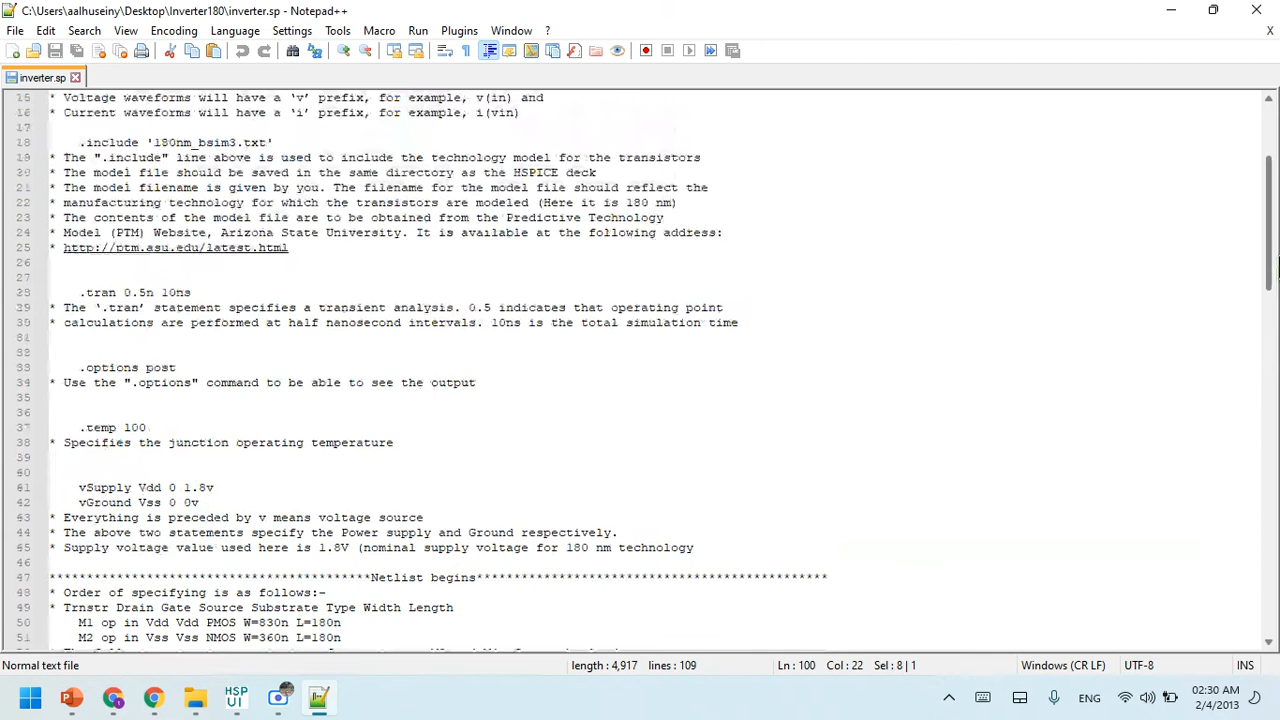 C:\Users\aalhuseiny\Desktop\Inverter180\inverter.sp - Notepad++
File Edit Search View Encoding Language Settings Tools Macro Run Plugins Window ? X
inverter.sp
15 * Voltage waveforms will have a ‘v’ prefix, for example, v(in) and
16 * Current waveforms will have a ‘i’ prefix, for example, i(vin)
17
18 .include '180nm_bsim3.txt'
19 * The ".include" line above is used to include the technology model for the transistors
20 * The model file should be saved in the same directory as the HSPICE deck
21 * The model filename is given by you. The filename for the model file should reflect the
22 * manufacturing technology for which the transistors are modeled (Here it is 180 nm)
23 * The contents of the model file are to be obtained from the Predictive Technology
24 * Model (PTM) Website, Arizona State University. It is available at the following address:
25 * http://ptm.asu.edu/latest.html
26
27
28 .tran 0.5n 10ns
29 * The ‘.tran’ statement specifies a transient analysis. 0.5 indicates that operating point
30 * calculations are performed at half nanosecond intervals. 10ns is the total simulation time
31
32
33 .options post
34 * Use the ".options" command to be able to see the output
35
36
37 .temp 100
38 * Specifies the junction operating temperature
39
40
41 vSupply Vdd 0 1.8v
42 vGround Vss 0 0v
43 * Everything is preceded by v means voltage source
44 * The above two statements specify the Power supply and Ground respectively.
45 * Supply voltage value used here is 1.8V (nominal supply voltage for 180 nm technology
46
47 *******************************************Netlist begins***********************************************
48 * Order of specifying is as follows:-
49 * Trnstr Drain Gate Source Substrate Type Width Length
50 M1 op in Vdd Vdd PMOS W=830n L=180n
51 M2 op in Vss Vss NMOS W=360n L=180n
Normal text file length : 4,917 lines : 109 Ln : 100 Col : 22 Sel : 8 | 1 Windows (CR LF) UTF-8 INS
HSP UI
ENG 02:30 AM
2/4/2013